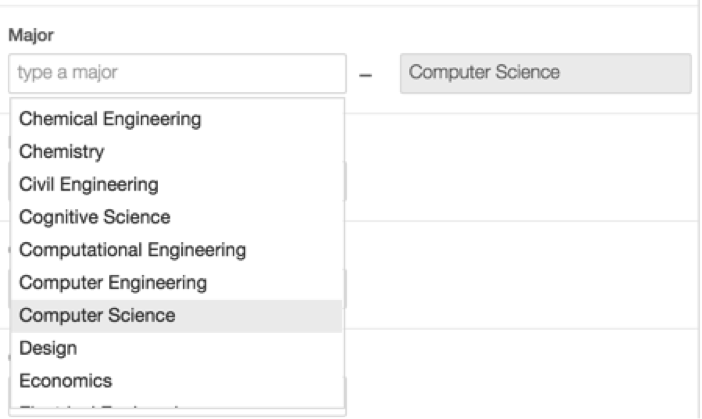 Major
type a major
–
Computer Science
Chemical Engineering
Chemistry
Civil Engineering
Cognitive Science
Computational Engineering
Computer Engineering
Computer Science
Design
Economics